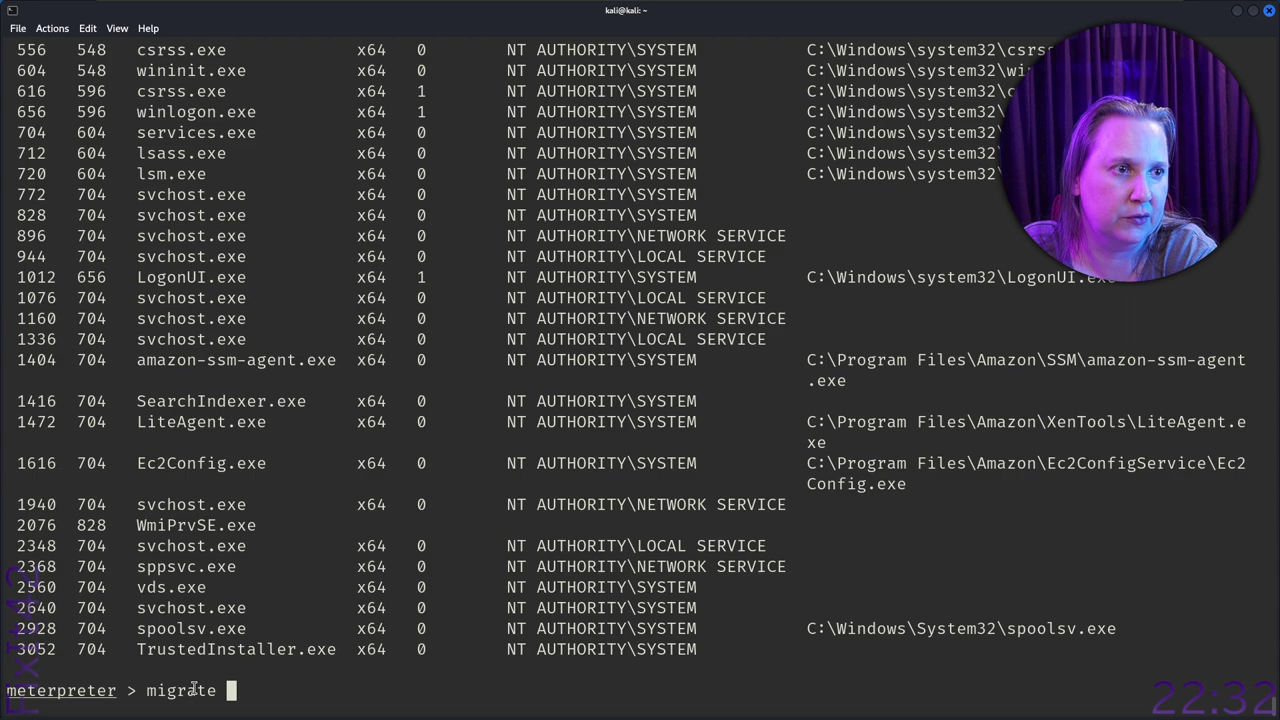 kali@kali: ~
File Actions Edit View Help
556 548 csrss.exe x64 0 NT AUTHORITY\SYSTEM C:\Windows\system32\csrss
604 548 wininit.exe x64 0 NT AUTHORITY\SYSTEM C:\Windows\system32\win
616 596 csrss.exe x64 1 NT AUTHORITY\SYSTEM C:\Windows\system32\c
656 596 winlogon.exe x64 1 NT AUTHORITY\SYSTEM C:\Windows\system32\
704 604 services.exe x64 0 NT AUTHORITY\SYSTEM C:\Windows\system32\
712 604 lsass.exe x64 0 NT AUTHORITY\SYSTEM C:\Windows\system32\
720 604 lsm.exe x64 0 NT AUTHORITY\SYSTEM C:\Windows\system32\
772 704 svchost.exe x64 0 NT AUTHORITY\SYSTEM
828 704 svchost.exe x64 0 NT AUTHORITY\SYSTEM
896 704 svchost.exe x64 0 NT AUTHORITY\NETWORK SERVICE
944 704 svchost.exe x64 0 NT AUTHORITY\LOCAL SERVICE
1012 656 LogonUI.exe x64 1 NT AUTHORITY\SYSTEM C:\Windows\system32\LogonUI.exe
1076 704 svchost.exe x64 0 NT AUTHORITY\LOCAL SERVICE
1160 704 svchost.exe x64 0 NT AUTHORITY\NETWORK SERVICE
1336 704 svchost.exe x64 0 NT AUTHORITY\LOCAL SERVICE
1404 704 amazon-ssm-agent.exe x64 0 NT AUTHORITY\SYSTEM C:\Program Files\Amazon\SSM\amazon-ssm-agent
.exe
1416 704 SearchIndexer.exe x64 0 NT AUTHORITY\SYSTEM
1472 704 LiteAgent.exe x64 0 NT AUTHORITY\SYSTEM C:\Program Files\Amazon\XenTools\LiteAgent.e
xe
1616 704 Ec2Config.exe x64 0 NT AUTHORITY\SYSTEM C:\Program Files\Amazon\Ec2ConfigService\Ec2
Config.exe
1940 704 svchost.exe x64 0 NT AUTHORITY\NETWORK SERVICE
2076 828 WmiPrvSE.exe
2348 704 svchost.exe x64 0 NT AUTHORITY\LOCAL SERVICE
2368 704 sppsvc.exe x64 0 NT AUTHORITY\NETWORK SERVICE
2560 704 vds.exe x64 0 NT AUTHORITY\SYSTEM
2640 704 svchost.exe x64 0 NT AUTHORITY\SYSTEM
2928 704 spoolsv.exe x64 0 NT AUTHORITY\SYSTEM C:\Windows\System32\spoolsv.exe
3052 704 TrustedInstaller.exe x64 0 NT AUTHORITY\SYSTEM
meterpreter > migrate
FixIt42
22:32